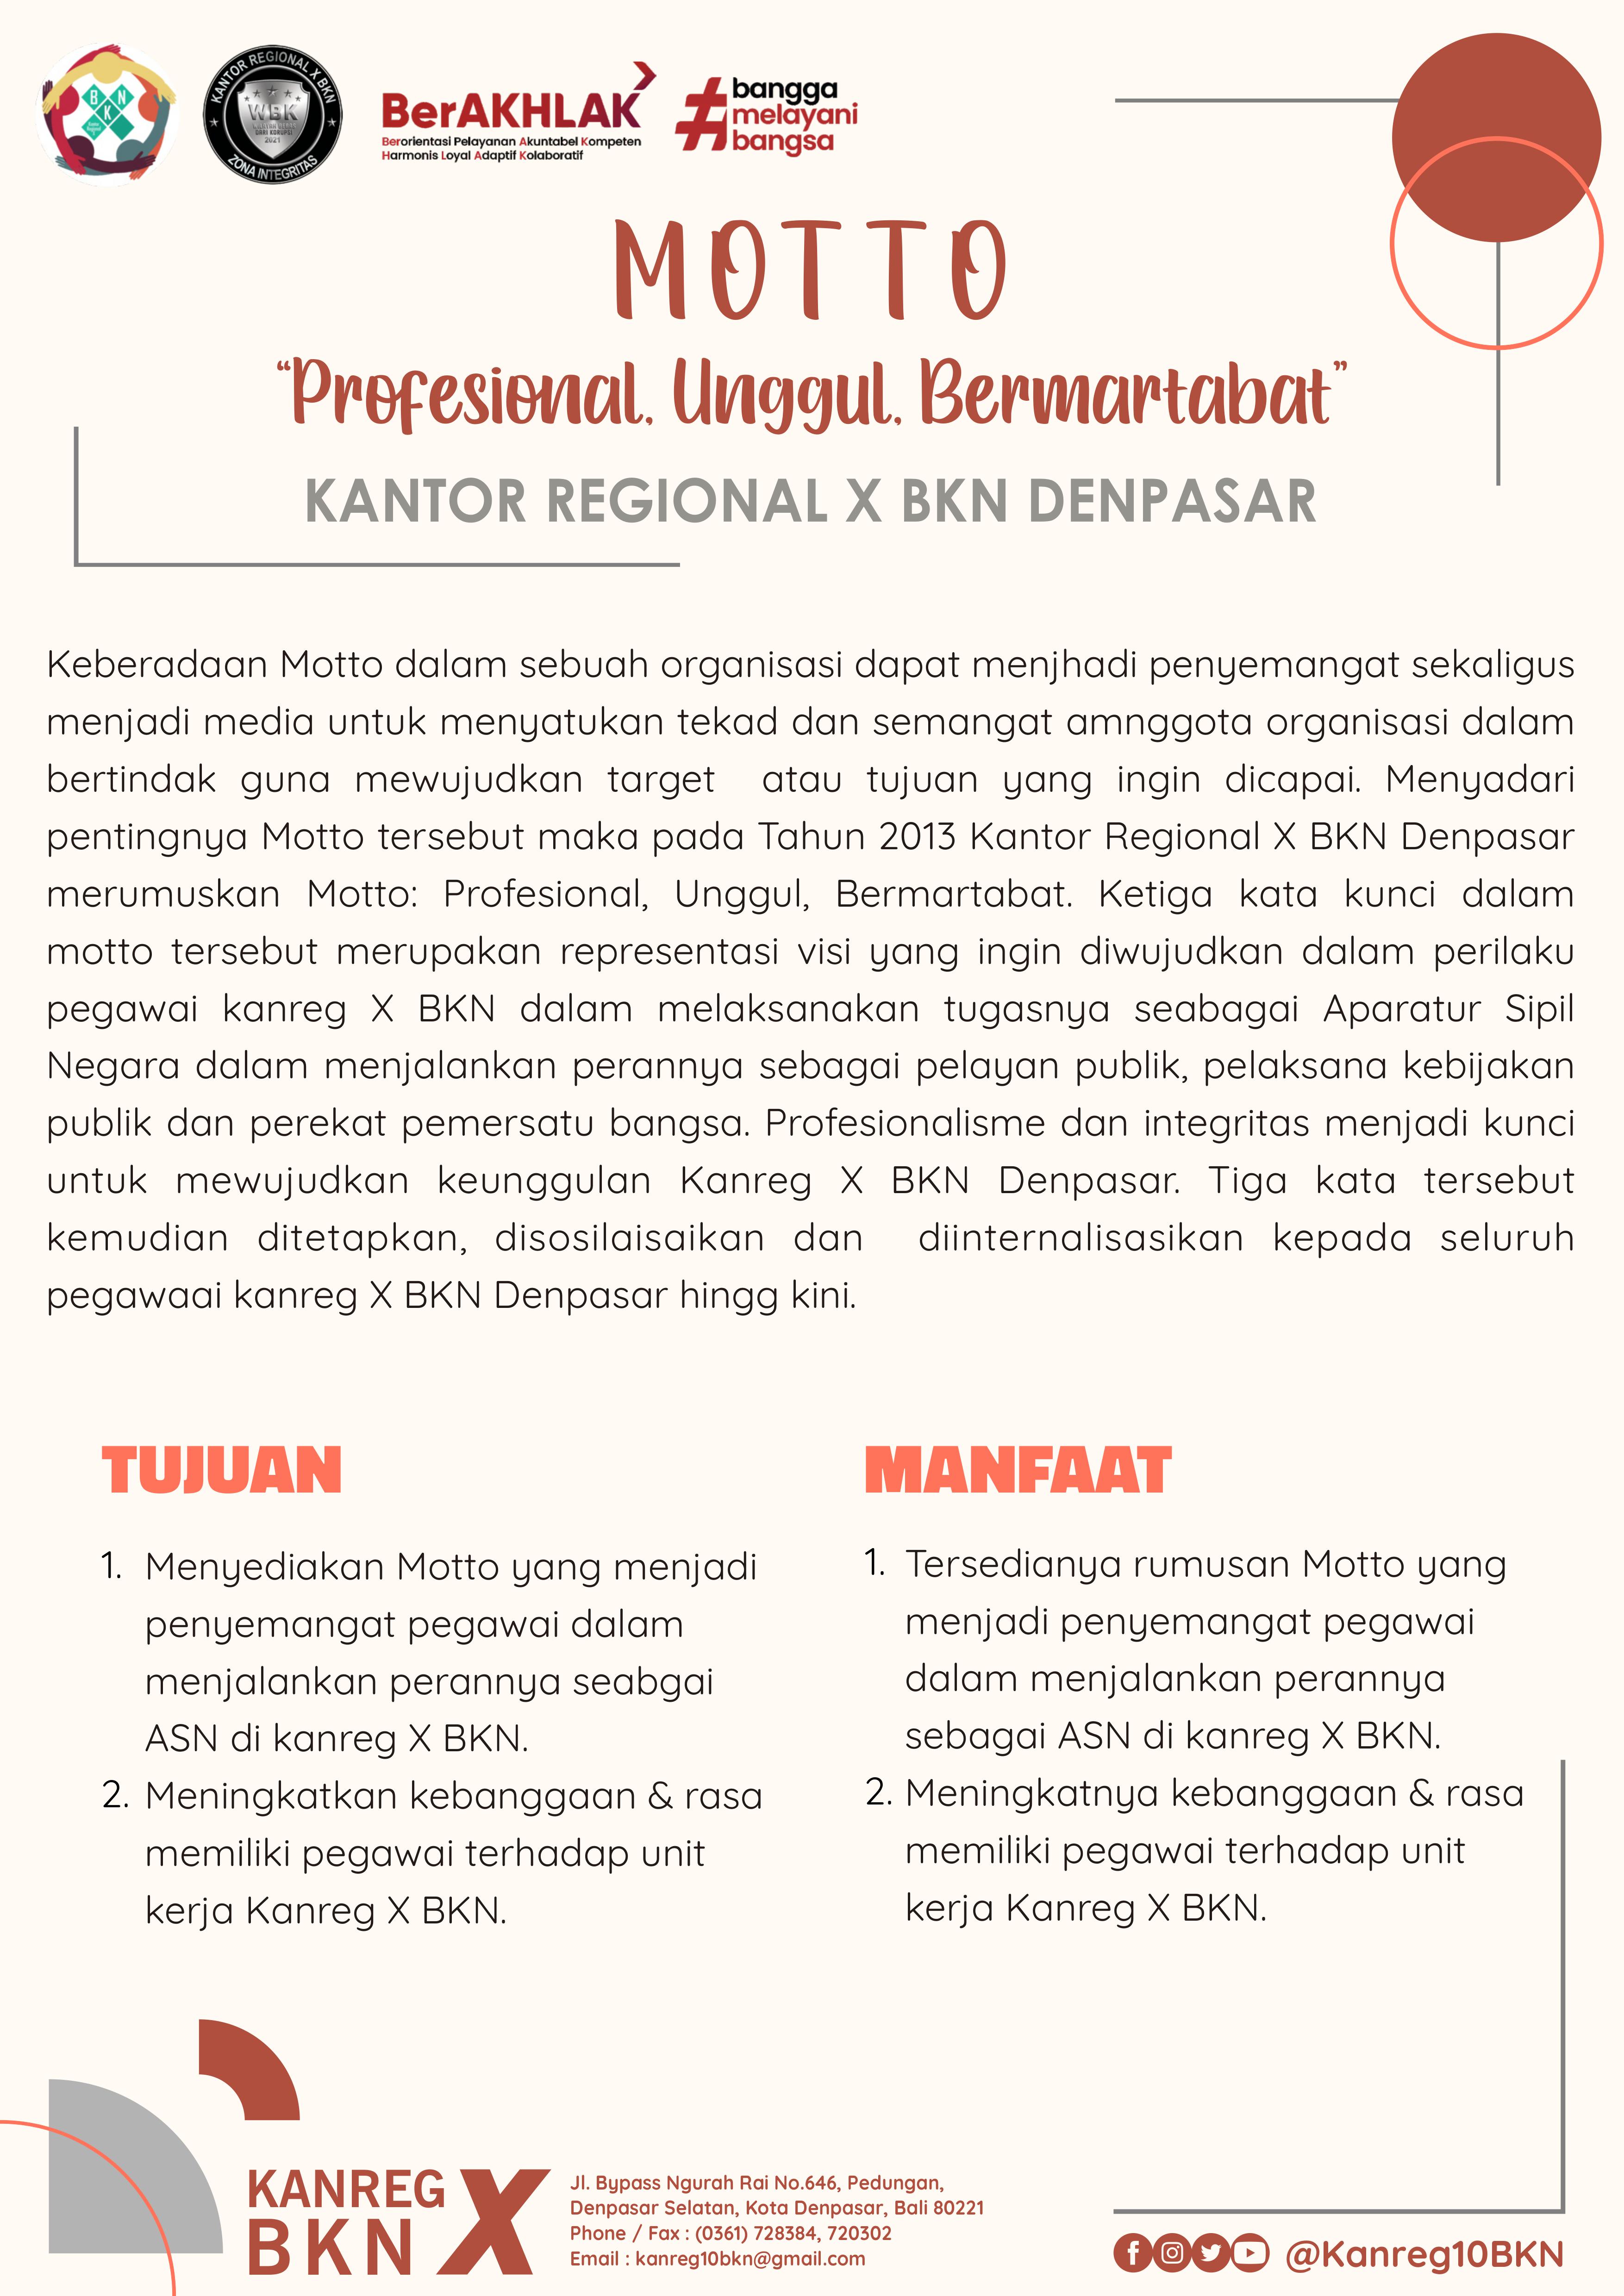 B N
K
KANTOR REGIONAL X BKN
WBK
DARI KORUPSI
2021
ZONA INTEGRITAS
BerAKHLAK
Berorientasi Pelayanan Akuntabel Kompeten
Harmonis Loyal Adaptif Kolaboratif
#bangga
melayani
bangsa
MOTTO
“Profesional, Unggul, Bermartabat”
KANTOR REGIONAL X BKN DENPASAR
Keberadaan Motto dalam sebuah organisasi dapat menjhadi penyemangat sekaligus
menjadi media untuk menyatukan tekad dan semangat amnggota organisasi dalam
bertindak guna mewujudkan target atau tujuan yang ingin dicapai. Menyadari
pentingnya Motto tersebut maka pada Tahun 2013 Kantor Regional X BKN Denpasar
merumuskan Motto: Profesional, Unggul, Bermartabat. Ketiga kata kunci dalam
motto tersebut merupakan representasi visi yang ingin diwujudkan dalam perilaku
pegawai kanreg X BKN dalam melaksanakan tugasnya seabagai Aparatur Sipil
Negara dalam menjalankan perannya sebagai pelayan publik, pelaksana kebijakan
publik dan perekat pemersatu bangsa. Profesionalisme dan integritas menjadi kunci
untuk mewujudkan keunggulan Kanreg X BKN Denpasar. Tiga kata tersebut
kemudian ditetapkan, disosilaisaikan dan diinternalisasikan kepada seluruh
pegawaai kanreg X BKN Denpasar hingg kini.
TUJUAN
1. Menyediakan Motto yang menjadi
penyemangat pegawai dalam
menjalankan perannya seabgai
ASN di kanreg X BKN.
2. Meningkatkan kebanggaan & rasa
memiliki pegawai terhadap unit
kerja Kanreg X BKN.
MANFAAT
1. Tersedianya rumusan Motto yang
menjadi penyemangat pegawai
dalam menjalankan perannya
sebagai ASN di kanreg X BKN.
2. Meningkatnya kebanggaan & rasa
memiliki pegawai terhadap unit
kerja Kanreg X BKN.
KANREG
BKN X
Jl. Bypass Ngurah Rai No.646, Pedungan,
Denpasar Selatan, Kota Denpasar, Bali 80221
Phone / Fax : (0361) 728384, 720302
Email : kanreg10bkn@gmail.com
@Kanreg10BKN